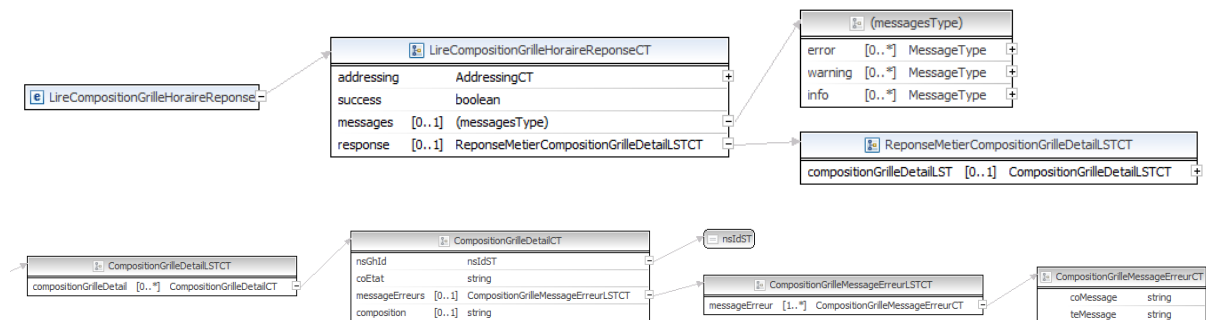 (messagesType)
error [0..*] MessageType
warning [0..*] MessageType
info [0..*] MessageType
LireCompositionGrilleHoraireReponseCT
addressing AddressingCT
success boolean
messages [0..1] (messagesType)
response [0..1] ReponseMetierCompositionGrilleDetailLSTCT
e LireCompositionGrilleHoraireReponse
ReponseMetierCompositionGrilleDetailLSTCT
compositionGrilleDetailLST [0..1] CompositionGrilleDetailLSTCT
CompositionGrilleDetailLSTCT
compositionGrilleDetail [0..*] CompositionGrilleDetailCT
CompositionGrilleDetailCT
nsGhId nsIdST
coEtat string
messageErreurs [0..1] CompositionGrilleMessageErreurLSTCT
composition [0..1] string
nsIdST
CompositionGrilleMessageErreurLSTCT
messageErreur [1..*] CompositionGrilleMessageErreurCT
CompositionGrilleMessageErreurCT
coMessage string
teMessage string